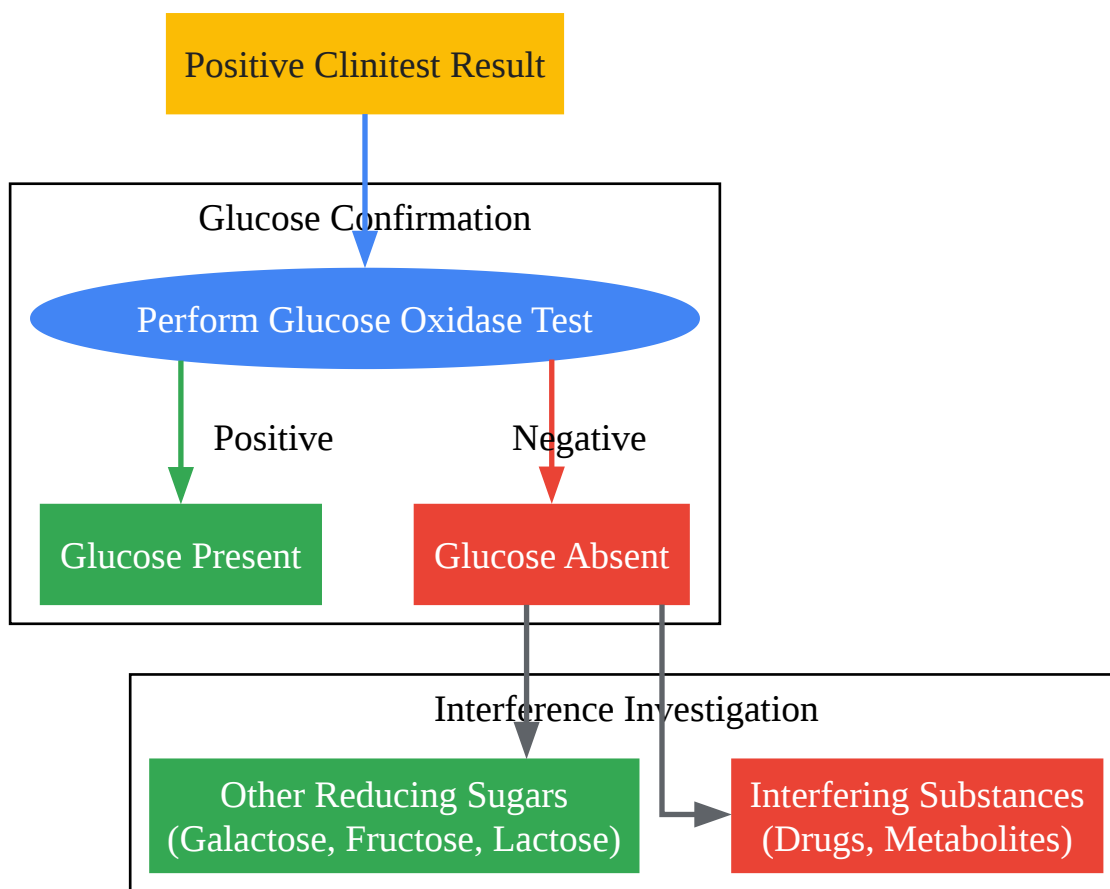 Positive Clinitest Result
Glucose Confirmation
Perform Glucose Oxidase Test
Positive
Negative
Glucose Present
Glucose Absent
Interference Investigation
Other Reducing Sugars
(Galactose, Fructose, Lactose)
Interfering Substances
(Drugs, Metabolites)